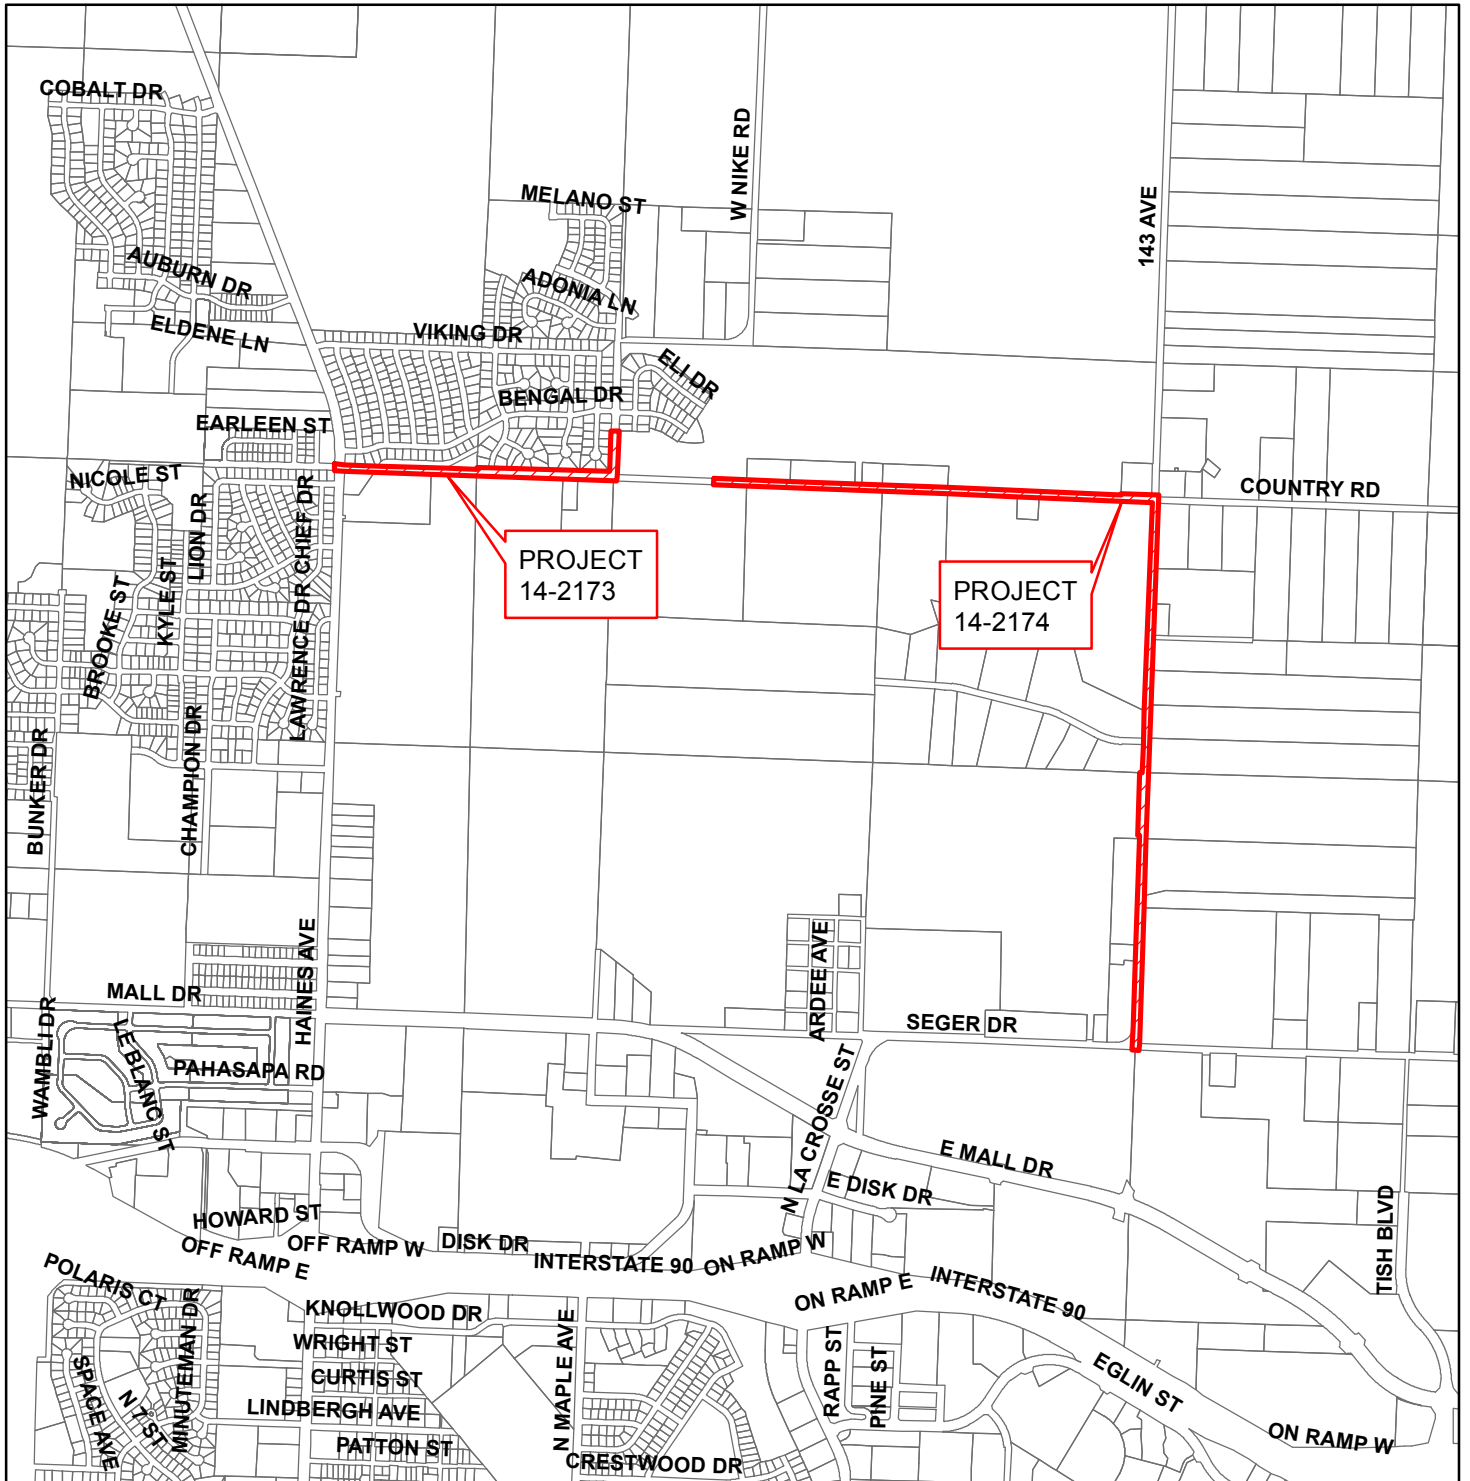 COBALT DR
W NIKE RD
MELANO ST
143 AVE
AUBURN DR
ADONIA LN
ELDENE LN
VIKING DR
ELI DR
BENGAL DR
EARLEEN ST
NICOLE ST
COUNTRY RD
LION DR
CHIEF DR
PROJECT
14-2173
PROJECT
14-2174
BROOKE ST
KYLE ST
LAWRENCE DR
BUNKER DR
CHAMPION DR
HAINES AVE
ARDEE AVE
MALL DR
SEGER DR
WAMBLI DR
LE BLANC ST
PAHASAPA RD
N LA CROSSE ST
E MALL DR
E DISK DR
TISH BLVD
HOWARD ST
OFF RAMP E
OFF RAMP W
DISK DR
INTERSTATE 90
ON RAMP W
POLARIS CT
MINUTEMAN DR
KNOLLWOOD DR
ON RAMP E
INTERSTATE 90
WRIGHT ST
N MAPLE AVE
RAPP ST
PINE ST
SPACE AVE
N 7 ST
CURTIS ST
EGLIN ST
LINDBERGH AVE
PATTON ST
CRESTWOOD DR
ON RAMP W